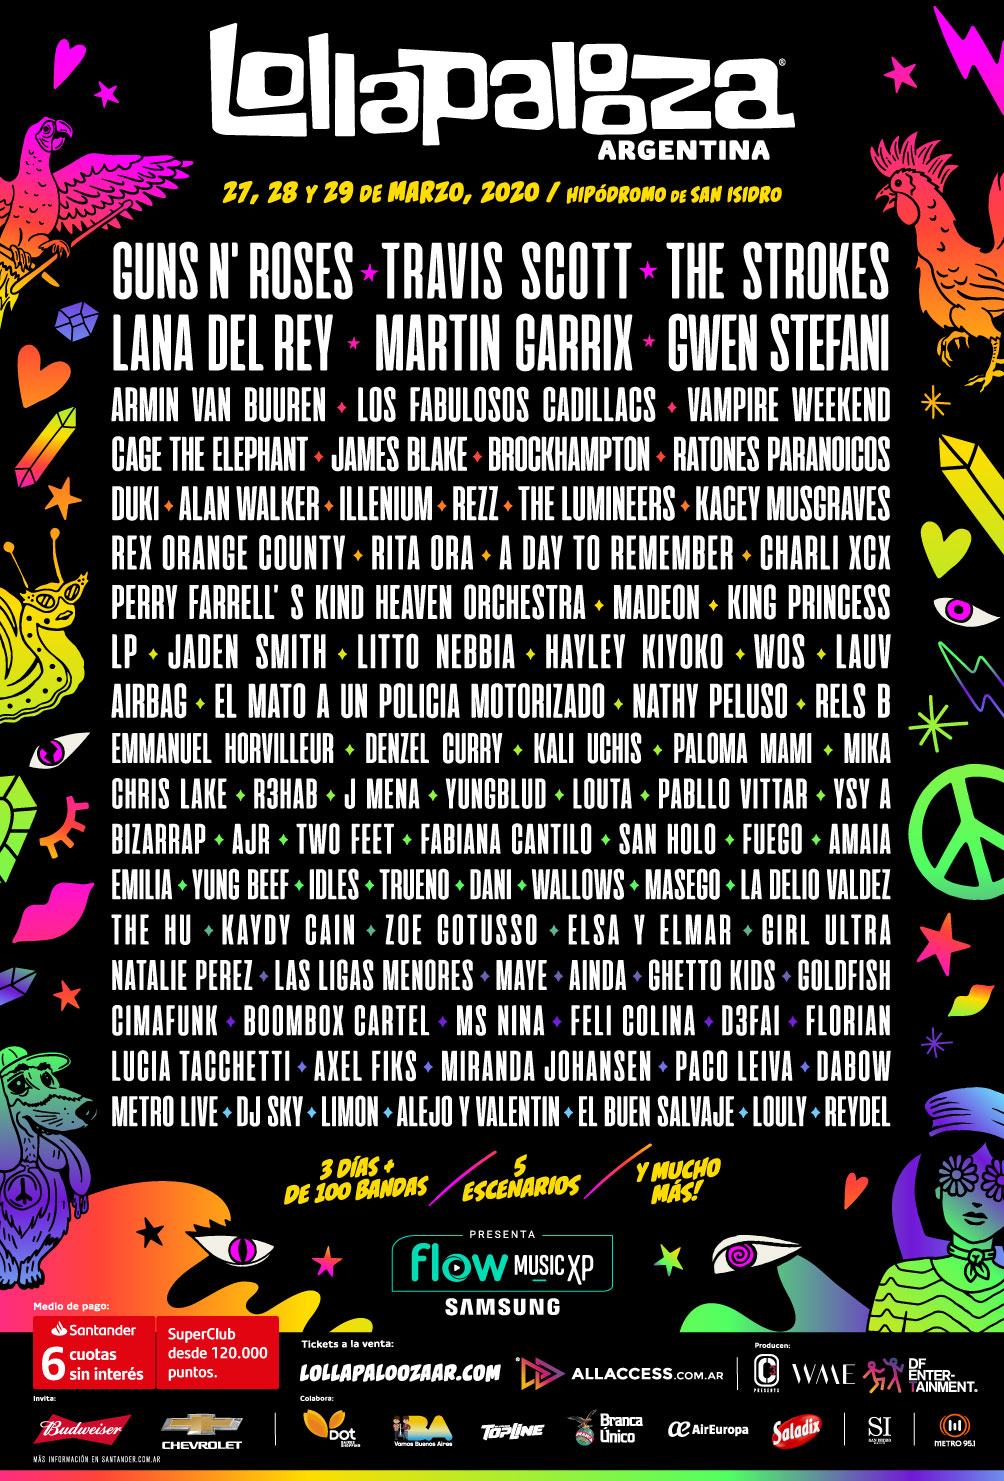 Lollapalooza®
ARGENTINA
27, 28 Y 29 DE MARZO, 2020 / HIPÓDROMO DE SAN ISIDRO
GUNS N' ROSES TRAVIS SCOTT THE STROKES
LANA DEL REY MARTIN GARRIX GWEN STEFANI
ARMIN VAN BUUREN LOS FABULOSOS CADILLACS VAMPIRE WEEKEND
CAGE THE ELEPHANT JAMES BLAKE BROCKHAMPTON RATONES PARANOICOS
DUKI ALAN WALKER ILLENIUM REZZ THE LUMINEERS KACEY MUSGRAVES
REX ORANGE COUNTY RITA ORA A DAY TO REMEMBER CHARLI XCX
PERRY FARRELL' S KIND HEAVEN ORCHESTRA MADEON KING PRINCESS
LP JADEN SMITH LITTO NEBBIA HAYLEY KIYOKO WOS LAUV
AIRBAG EL MATO A UN POLICIA MOTORIZADO NATHY PELUSO RELS B
EMMANUEL HORVILLEUR DENZEL CURRY KALI UCHIS PALOMA MAMI MIKA
CHRIS LAKE R3HAB J MENA YUNGBLUD LOUTA PABLLO VITTAR YSY A
BIZARRAP AJR TWO FEET FABIANA CANTILO SAN HOLO FUEGO AMAIA
EMILIA YUNG BEEF IDLES TRUENO DANI WALLOWS MASEGO LA DELIO VALDEZ
THE HU KAYDY CAIN ZOE GOTUSSO ELSA Y ELMAR GIRL ULTRA
NATALIE PEREZ LAS LIGAS MENORES MAYE AINDA GHETTO KIDS GOLDFISH
CIMAFUNK BOOMBOX CARTEL MS NINA FELI COLINA D3FAI FLORIAN
LUCIA TACCHETTI AXEL FIKS MIRANDA JOHANSEN PACO LEIVA DABOW
METRO LIVE DJ SKY LIMON ALEJO Y VALENTIN EL BUEN SALVAJE LOULY REYDEL
3 DÍAS + DE 100 BANDAS / 5 ESCENARIOS / Y MUCHO MÁS!
PRESENTA
flow MUSIC XP
SAMSUNG
Medio de pago:
Santander
6 cuotas sin interés
SuperClub
desde 120.000
puntos.
Tickets a la venta:
LOLLAPALOOZAAR.COM
ALLACCESS.COM.AR
Producen:
C3 PRESENTS
WME
DF ENTERTAINMENT.
Invita:
Budweiser
CHEVROLET
Colabora:
DOT
BA
Vamos Buenos Aires
TOPLINE
Branca Único
AirEuropa
Saladix
SI
SAN ISIDRO
METRO 95.1
MÁS INFORMACIÓN EN SANTANDER.COM.AR